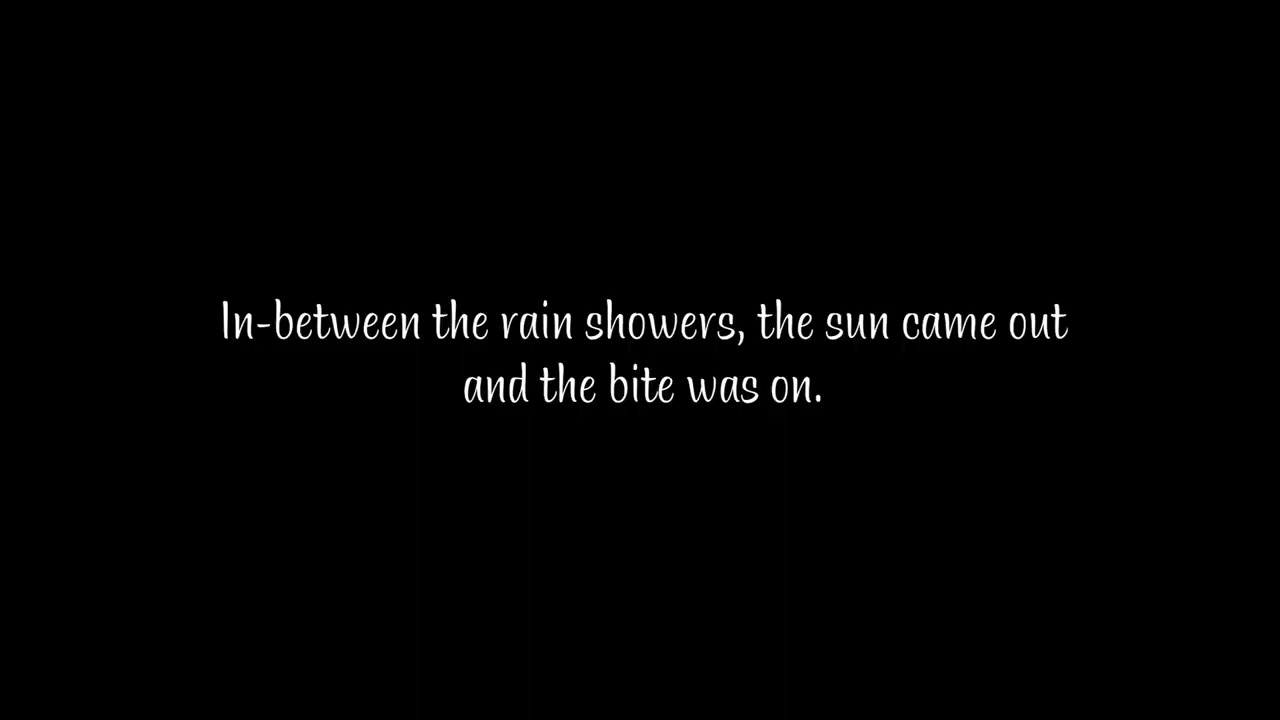 In-between the rain showers, the sun came out
and the bite was on.